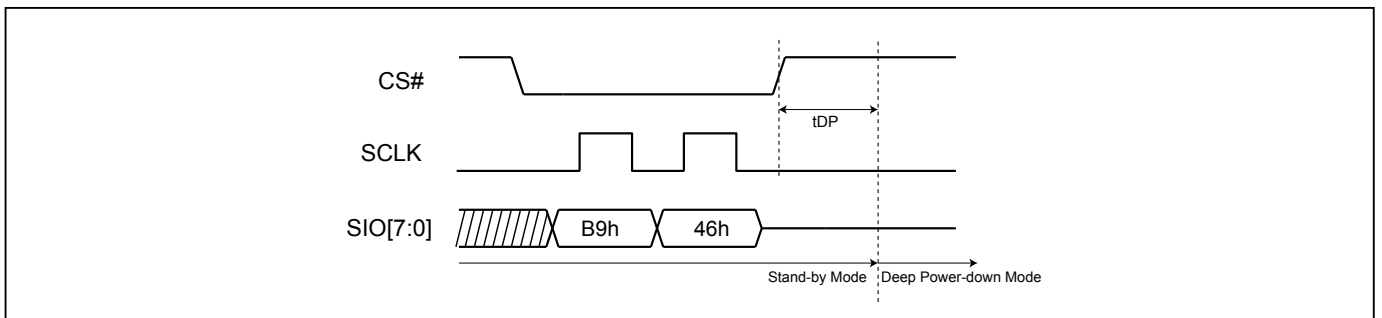 CS#
tDP
SCLK
SIO[7:0] B9h 46h
Stand-by Mode Deep Power-down Mode